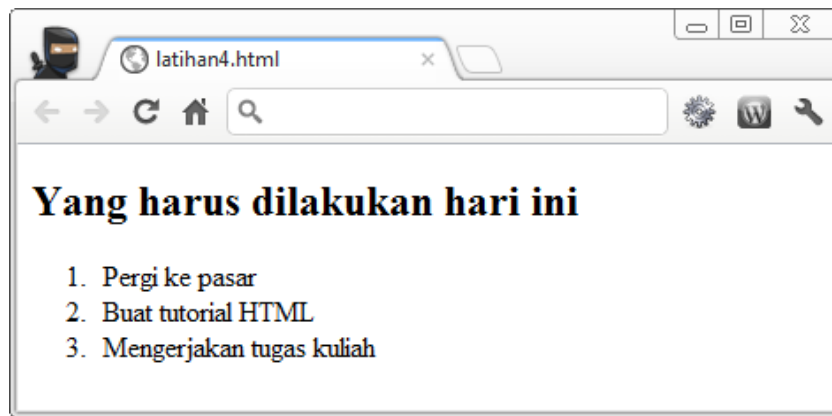 latihan4.html
Yang harus dilakukan hari ini
1. Pergi ke pasar
2. Buat tutorial HTML
3. Mengerjakan tugas kuliah